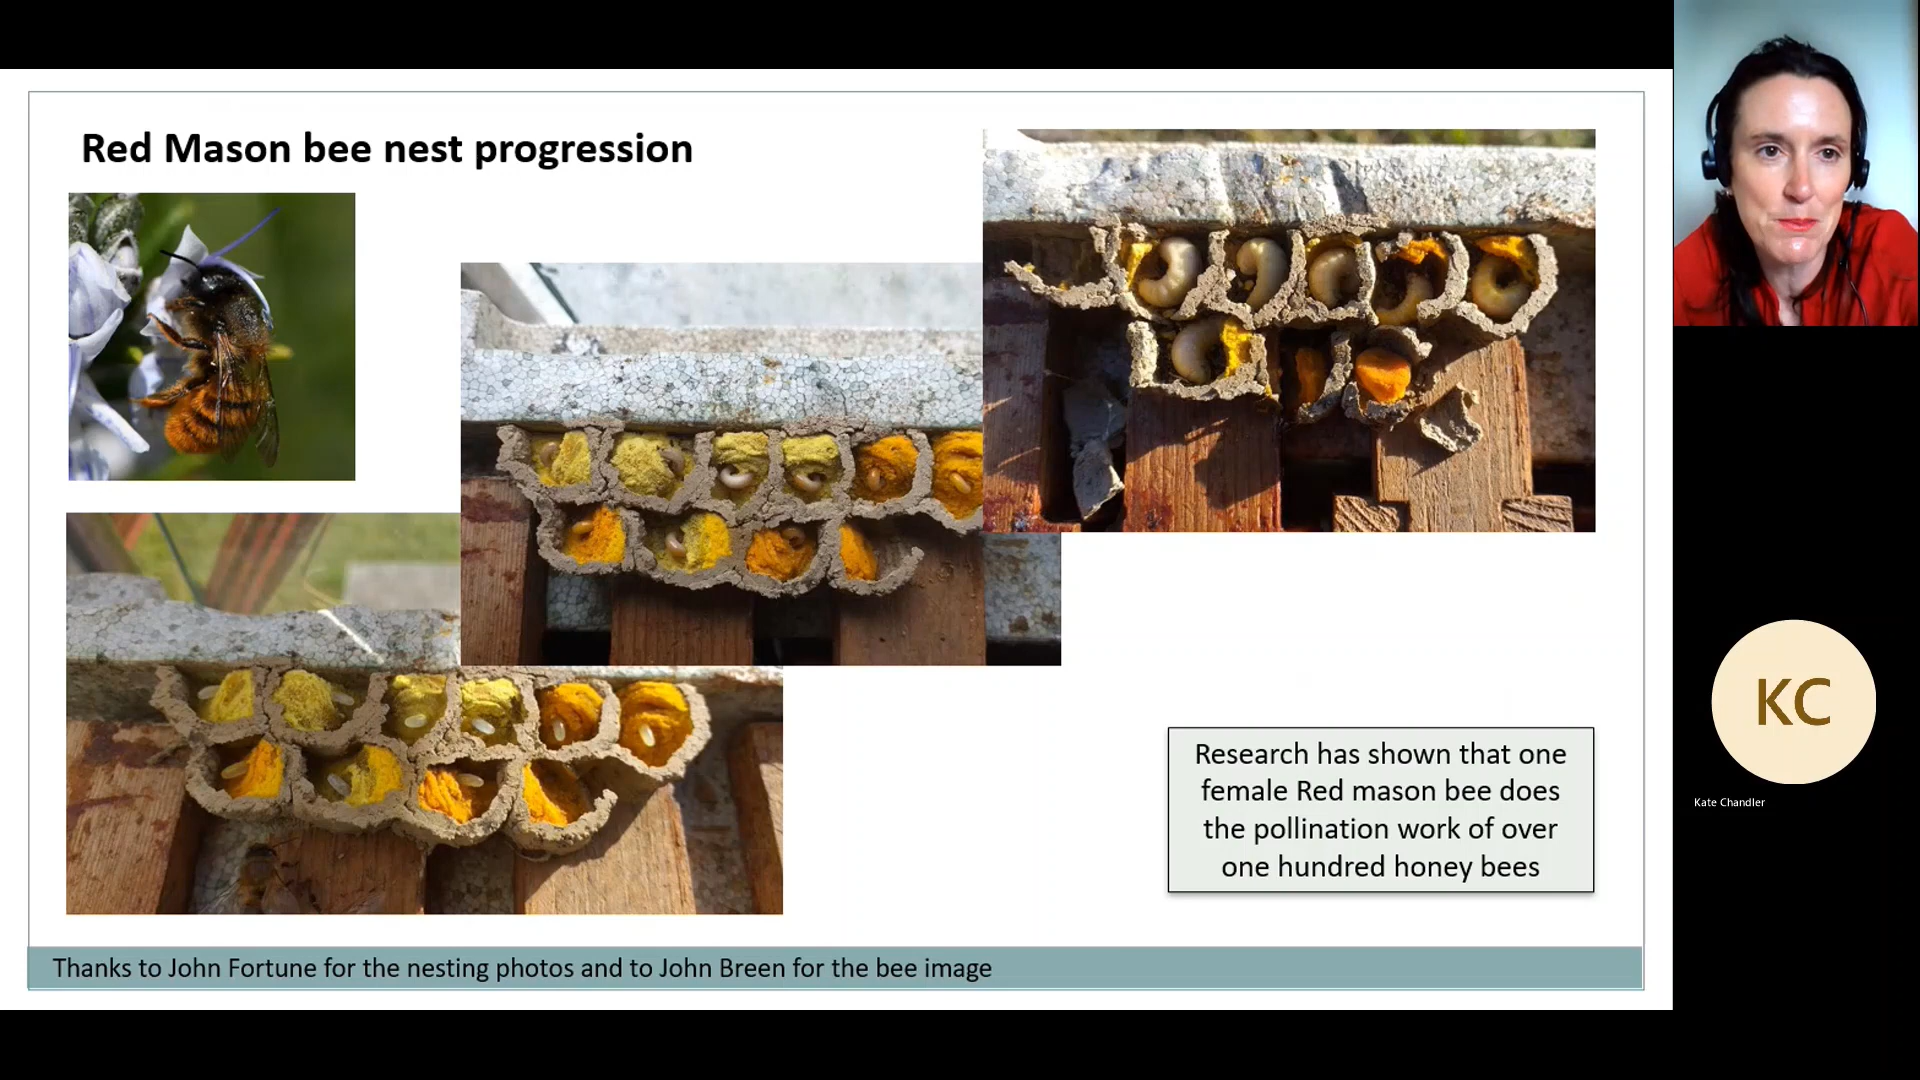 Red Mason bee nest progression
Research has shown that one
female Red mason bee does
the pollination work of over
one hundred honey bees
Thanks to John Fortune for the nesting photos and to John Breen for the bee image
KC
Kate Chandler